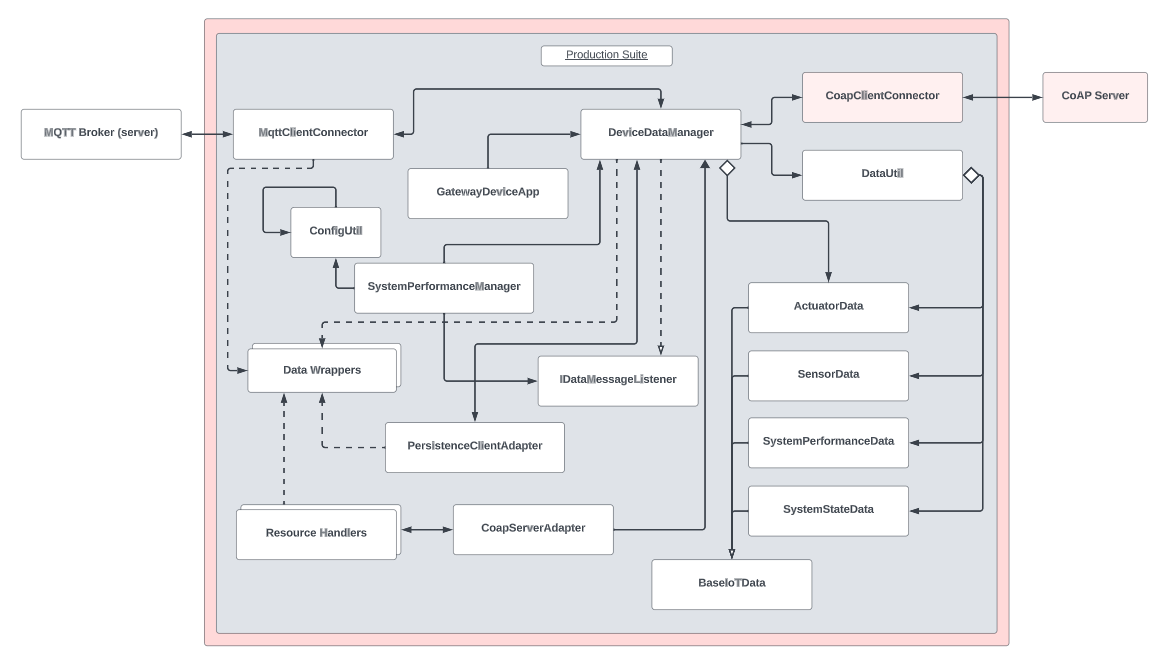 Production Suite
CoapClientConnector
CoAP Server
MQTT Broker (server)
MqttClientConnector
DeviceDataManager
DataUtil
GatewayDeviceApp
ConfigUtil
SystemPerformanceManager
ActuatorData
Data Wrappers
IDataMessageListener
SensorData
PersistenceClientAdapter
SystemPerformanceData
SystemStateData
Resource Handlers
CoapServerAdapter
BaseIoTData